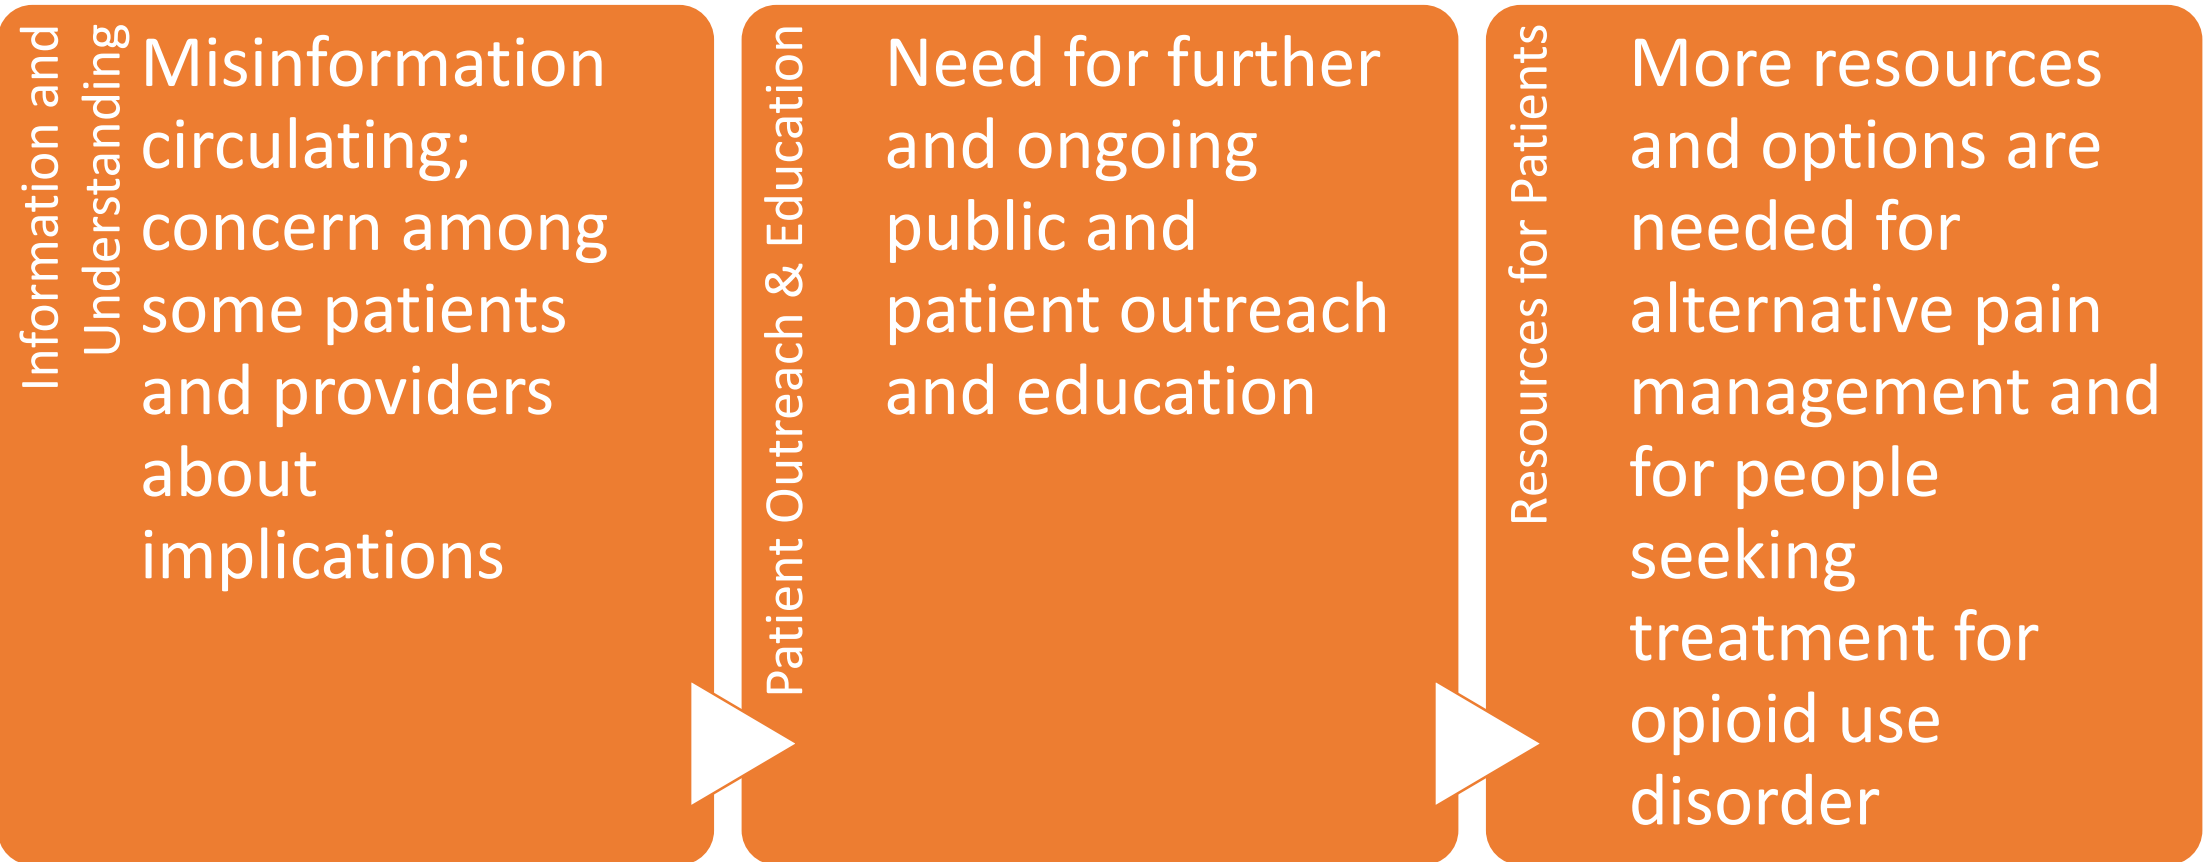 Information and
Understanding
Misinformation
circulating;
concern among
some patients
and providers
about
implications
Patient Outreach & Education
Need for further
and ongoing
public and
patient outreach
and education
Resources for Patients
More resources
and options are
needed for
alternative pain
management and
for people
seeking
treatment for
opioid use
disorder